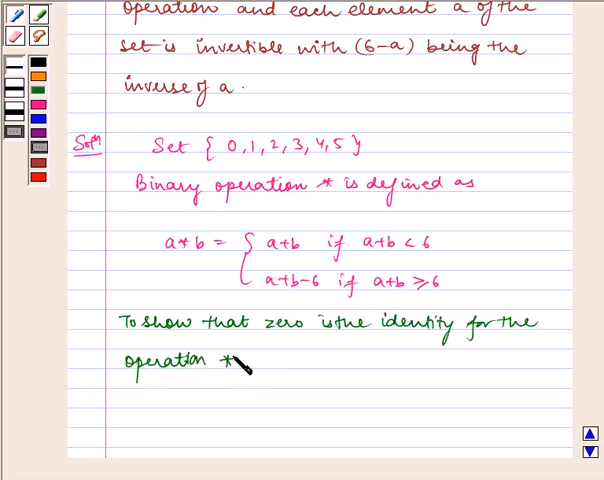 operation and each element a of the
set is invertible with (6-a) being the
inverse of a.
Solⁿ Set { 0,1,2,3,4,5 }
Binary operation * is defined as
a*b = { a+b if a+b < 6
a+b-6 if a+b ≥ 6
To show that zero is the identity for the
operation *